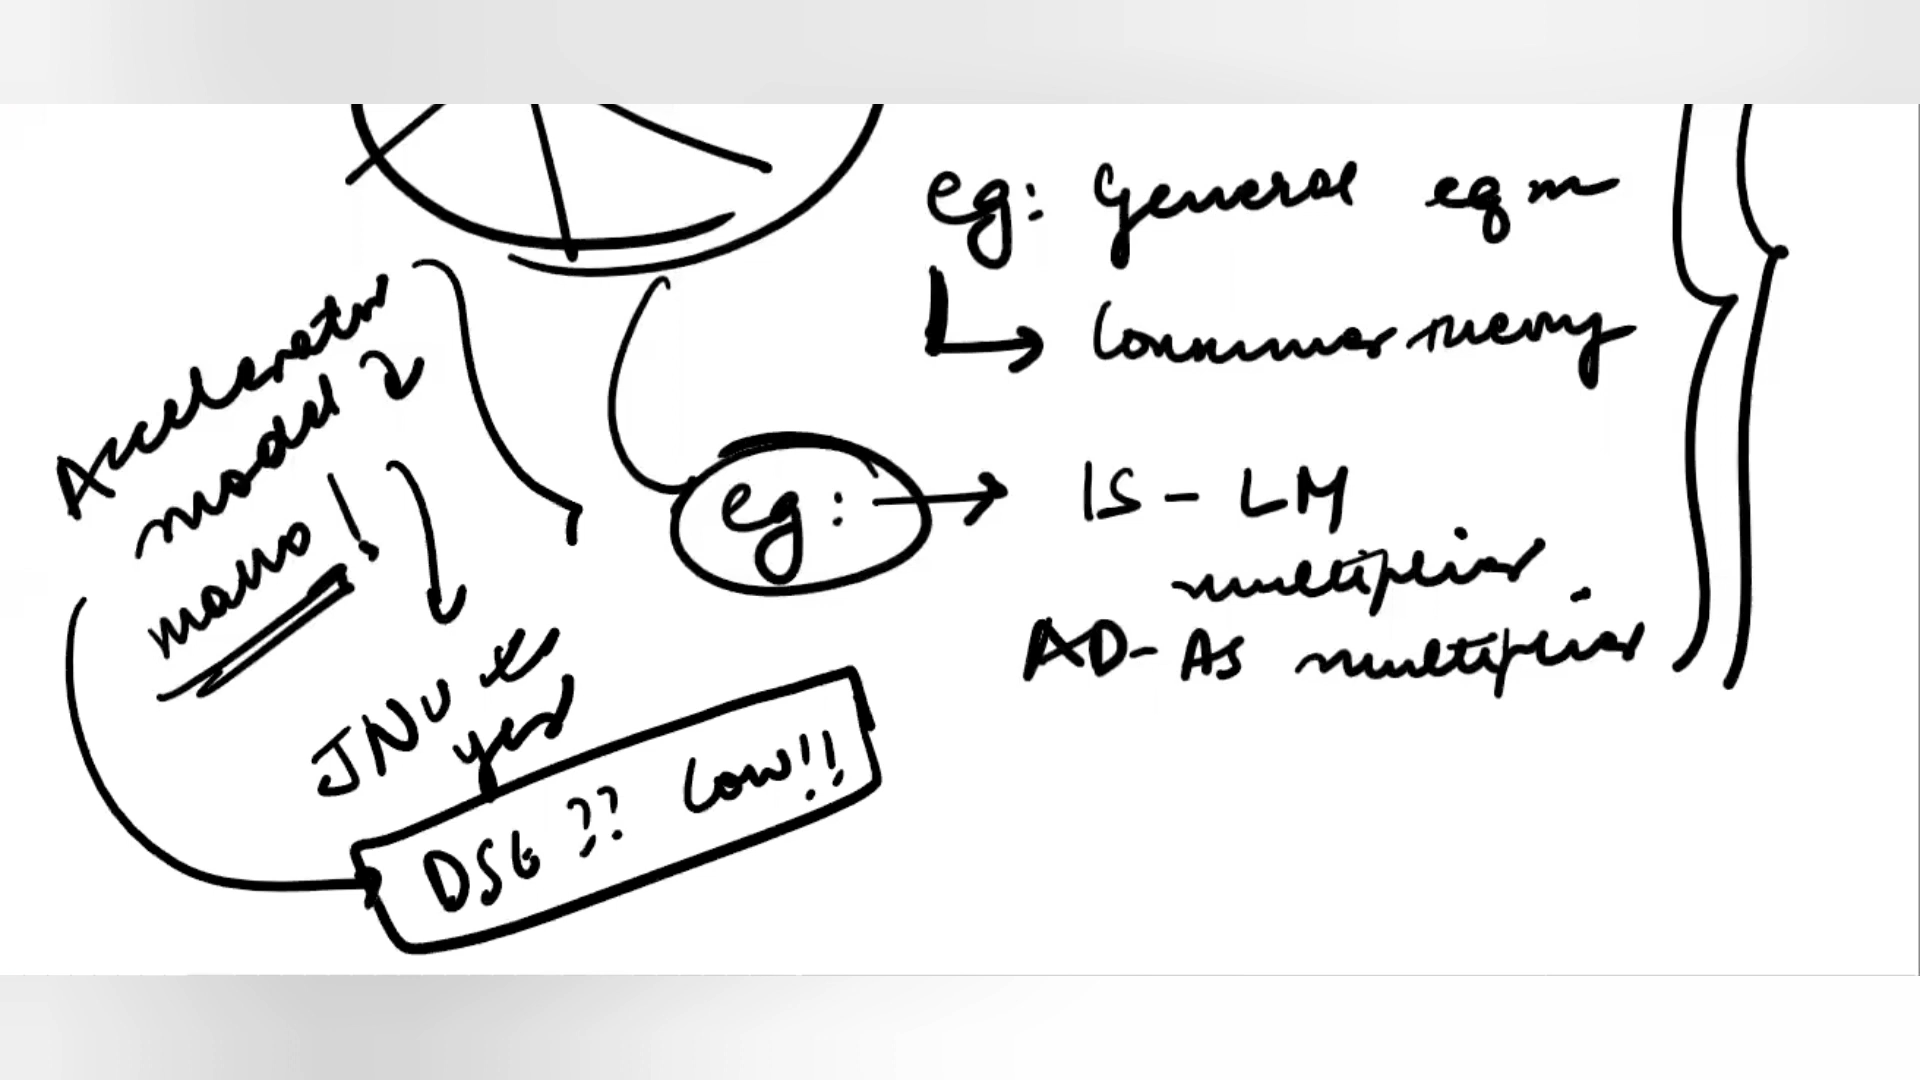 eg: General eqm
Consumer theory
eg:
IS - LM
multiplier
AD - AS multiplier
Accelerator
model
macro!
JNU
yes
DSE ?? Low!!